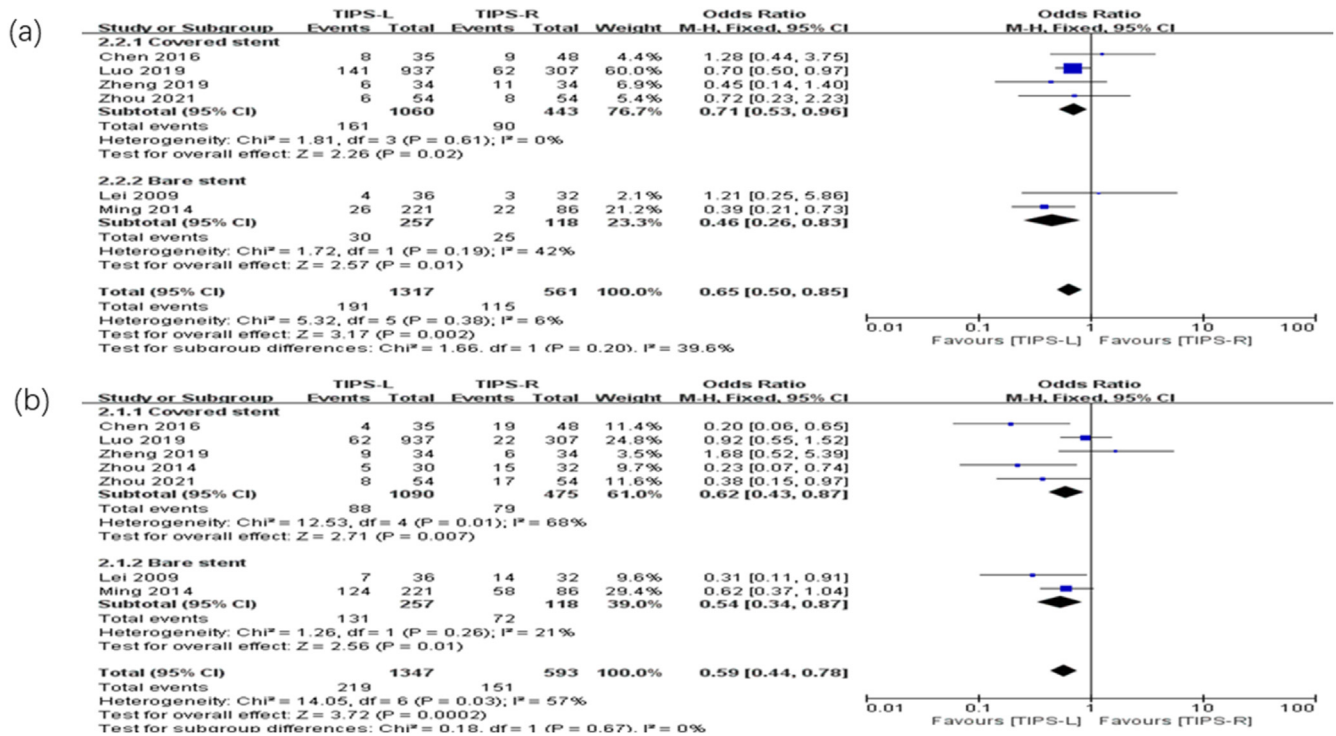 (a)
TIPS-L TIPS-R Odds Ratio Odds Ratio
Study or Subgroup Events Total Events Total Weight M-H, Fixed, 95% CI M-H, Fixed, 95% CI
2.2.1 Covered stent
Chen 2016 8 35 9 48 4.4% 1.28 [0.44, 3.75]
Luo 2019 141 937 62 307 60.0% 0.70 [0.50, 0.97]
Zheng 2019 6 34 11 34 6.9% 0.45 [0.14, 1.40]
Zhou 2021 6 54 8 54 5.4% 0.72 [0.23, 2.23]
Subtotal (95% CI) 1060 443 76.7% 0.71 [0.53, 0.96]
Total events 161 90
Heterogeneity: Chi² = 1.81, df = 3 (P = 0.61); I² = 0%
Test for overall effect: Z = 2.26 (P = 0.02)
2.2.2 Bare stent
Lei 2009 4 36 3 32 2.1% 1.21 [0.25, 5.86]
Ming 2014 26 221 22 86 21.2% 0.39 [0.21, 0.73]
Subtotal (95% CI) 257 118 23.3% 0.46 [0.26, 0.83]
Total events 30 25
Heterogeneity: Chi² = 1.72, df = 1 (P = 0.19); I² = 42%
Test for overall effect: Z = 2.57 (P = 0.01)
Total (95% CI) 1317 561 100.0% 0.65 [0.50, 0.85]
Total events 191 115
Heterogeneity: Chi² = 5.32, df = 5 (P = 0.38); I² = 6%
Test for overall effect: Z = 3.17 (P = 0.002)
Test for subgroup differences: Chi² = 1.66, df = 1 (P = 0.20), I² = 39.6%
0.01 0.1 1 10 100
Favours [TIPS-L] Favours [TIPS-R]
(b)
TIPS-L TIPS-R Odds Ratio Odds Ratio
Study or Subgroup Events Total Events Total Weight M-H, Fixed, 95% CI M-H, Fixed, 95% CI
2.1.1 Covered stent
Chen 2016 4 35 19 48 11.4% 0.20 [0.06, 0.65]
Luo 2019 62 937 22 307 24.8% 0.92 [0.55, 1.52]
Zheng 2019 9 34 6 34 3.5% 1.68 [0.52, 5.39]
Zhou 2014 5 30 15 32 9.7% 0.23 [0.07, 0.74]
Zhou 2021 8 54 17 54 11.6% 0.38 [0.15, 0.97]
Subtotal (95% CI) 1090 475 61.0% 0.62 [0.43, 0.87]
Total events 88 79
Heterogeneity: Chi² = 12.53, df = 4 (P = 0.01); I² = 68%
Test for overall effect: Z = 2.71 (P = 0.007)
2.1.2 Bare stent
Lei 2009 7 36 14 32 9.6% 0.31 [0.11, 0.91]
Ming 2014 124 221 58 86 29.4% 0.62 [0.37, 1.04]
Subtotal (95% CI) 257 118 39.0% 0.54 [0.34, 0.87]
Total events 131 72
Heterogeneity: Chi² = 1.26, df = 1 (P = 0.26); I² = 21%
Test for overall effect: Z = 2.56 (P = 0.01)
Total (95% CI) 1347 593 100.0% 0.59 [0.44, 0.78]
Total events 219 151
Heterogeneity: Chi² = 14.05, df = 6 (P = 0.03); I² = 57%
Test for overall effect: Z = 3.72 (P = 0.0002)
Test for subgroup differences: Chi² = 0.18, df = 1 (P = 0.67), I² = 0%
0.01 0.1 1 10 100
Favours [TIPS-L] Favours [TIPS-R]